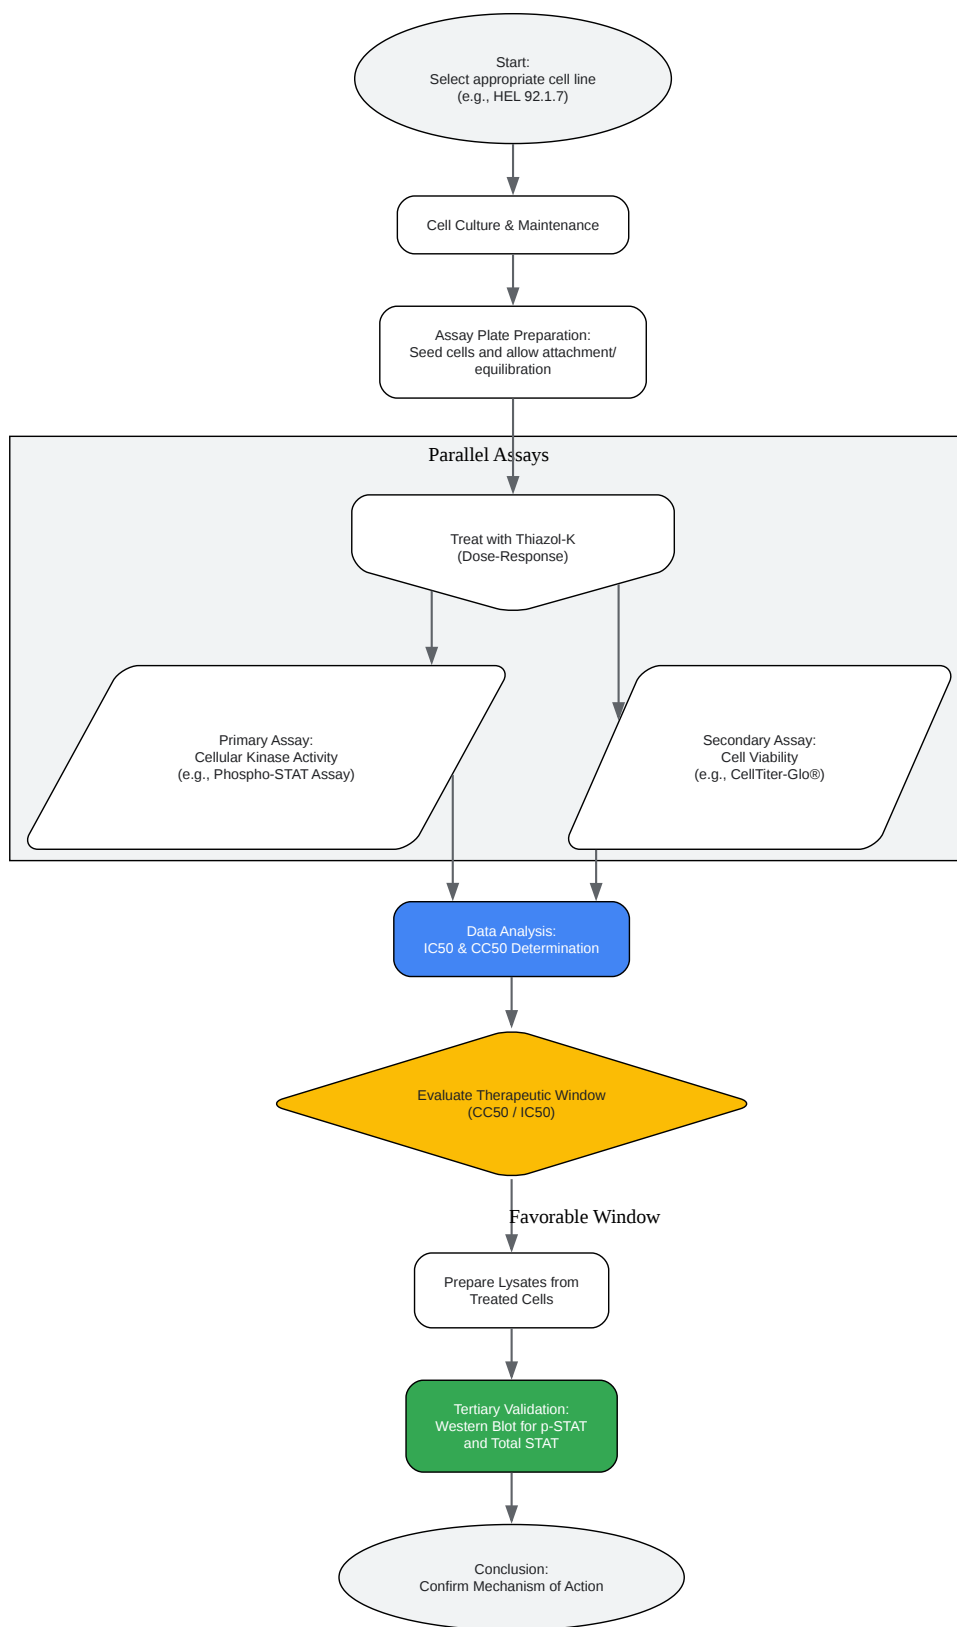 Start:
Select appropriate cell line
(e.g., HEL 92.1.7)
Cell Culture & Maintenance
Assay Plate Preparation:
Seed cells and allow attachment/
equilibration
Parallel Assays
Treat with Thiazol-K
(Dose-Response)
Primary Assay:
Cellular Kinase Activity
(e.g., Phospho-STAT Assay)
Secondary Assay:
Cell Viability
(e.g., CellTiter-Glo®)
Data Analysis:
IC50 & CC50 Determination
Evaluate Therapeutic Window
(CC50 / IC50)
Favorable Window
Prepare Lysates from
Treated Cells
Tertiary Validation:
Western Blot for p-STAT
and Total STAT
Conclusion:
Confirm Mechanism of Action